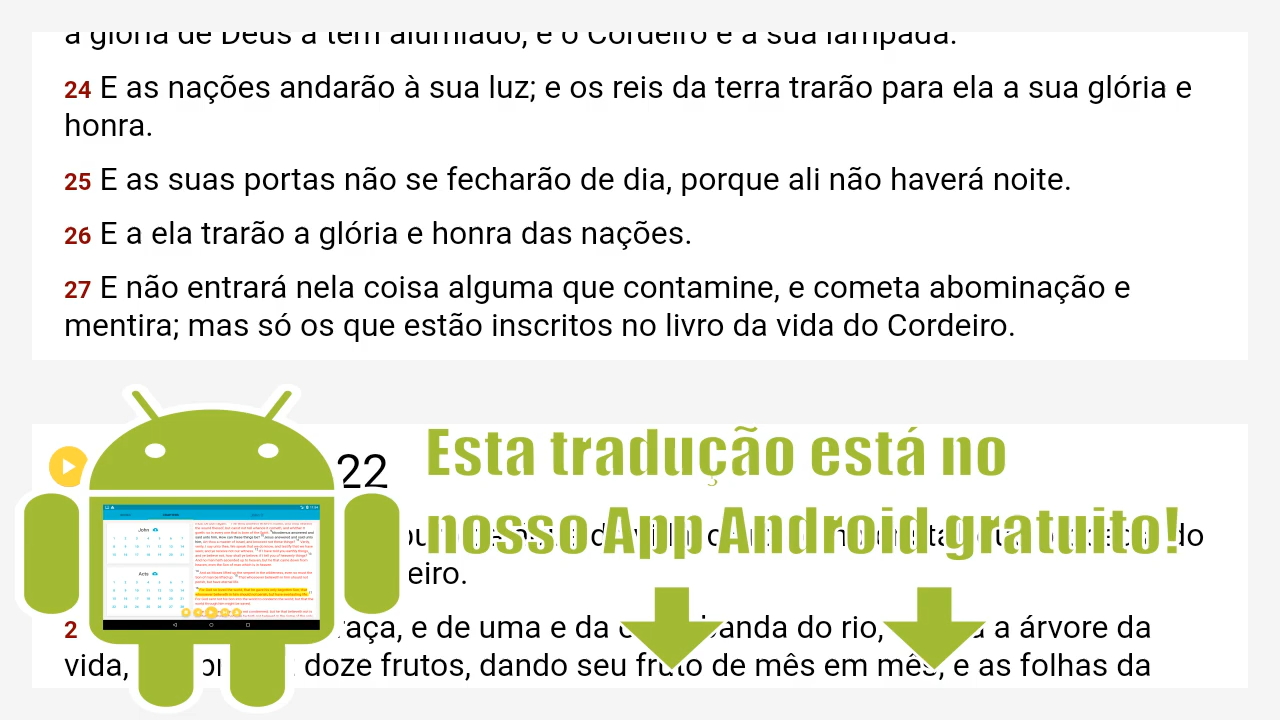 a glória de Deus a tem alumiado, e o Cordeiro é a sua lâmpada.
24 E as nações andarão à sua luz; e os reis da terra trarão para ela a sua glória e
honra.
25 E as suas portas não se fecharão de dia, porque ali não haverá noite.
26 E a ela trarão a glória e honra das nações.
27 E não entrará nela coisa alguma que contamine, e cometa abominação e
mentira; mas só os que estão inscritos no livro da vida do Cordeiro.
22
Esta tradução está no
nosso App Android gratuito!
do
eiro.
John
Acts
2 raça, e de uma e da banda do rio, a árvore da
vida, doze frutos, dando seu fruto de mês em mês, e as folhas da